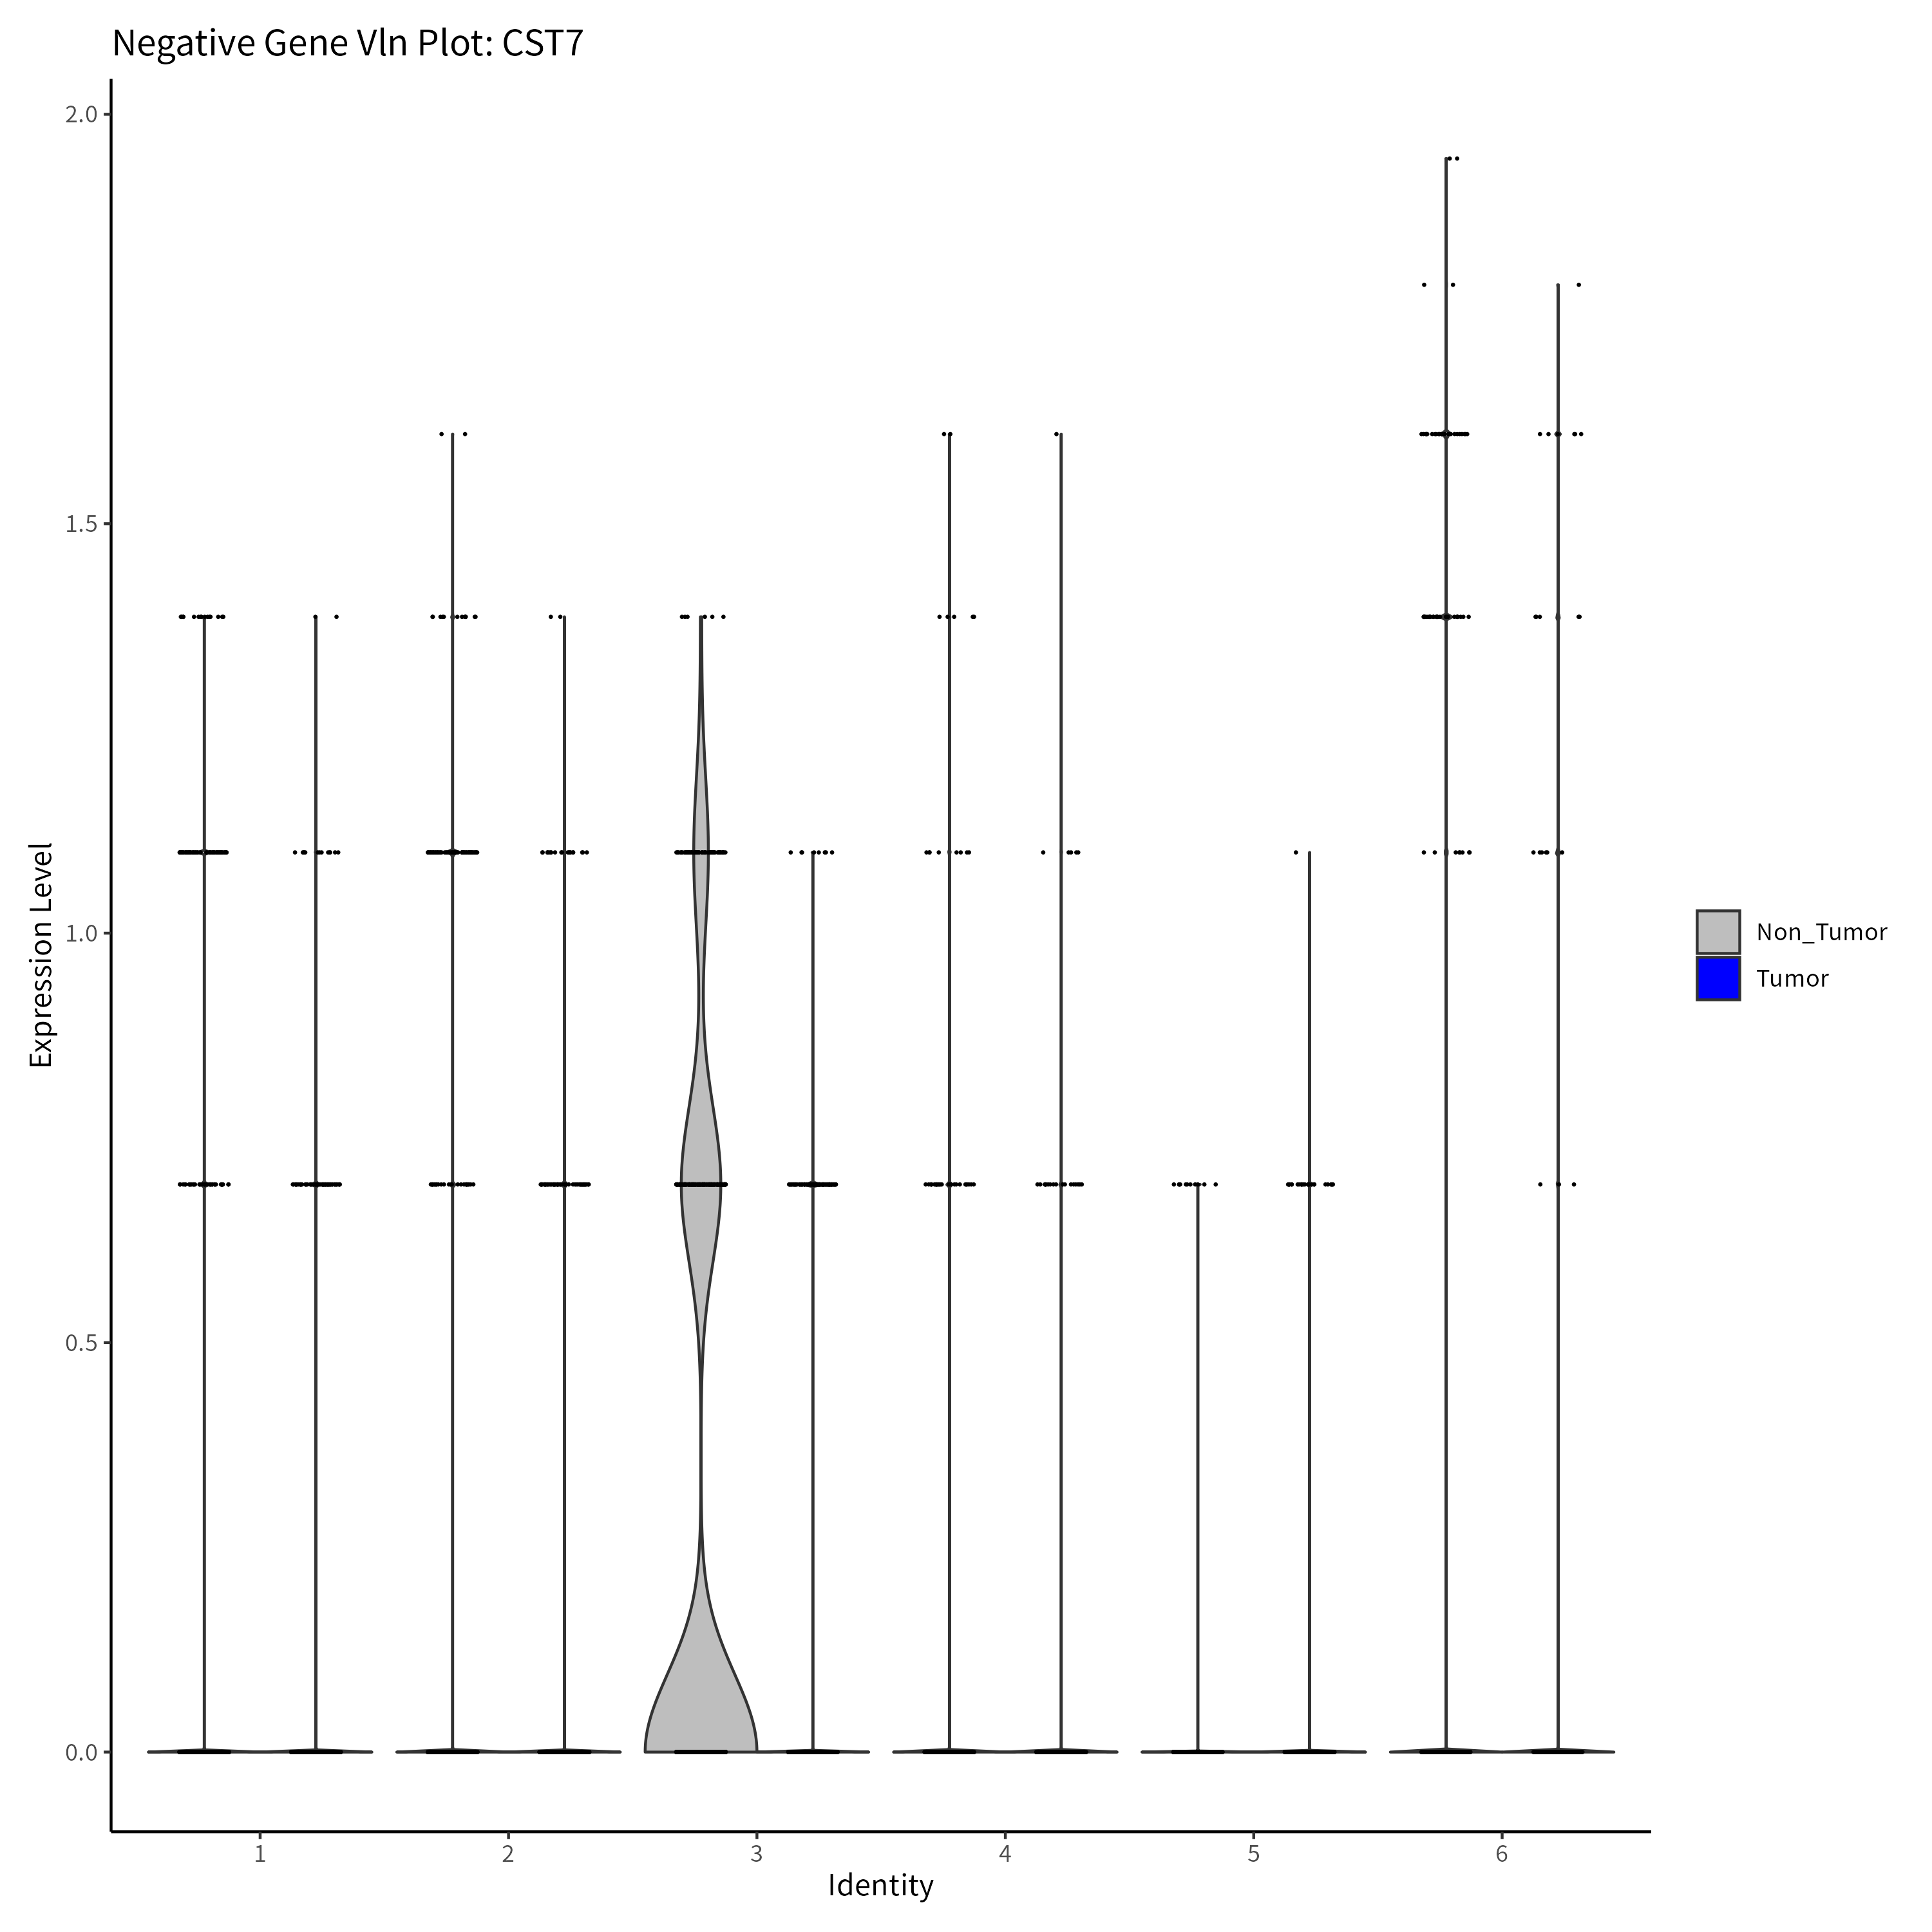 Negative Gene Vln Plot: CST7
2.0
1.5
1.0
0.5
0.0
Expression Level
1 2 3 4 5 6
Identity
Non_Tumor
Tumor